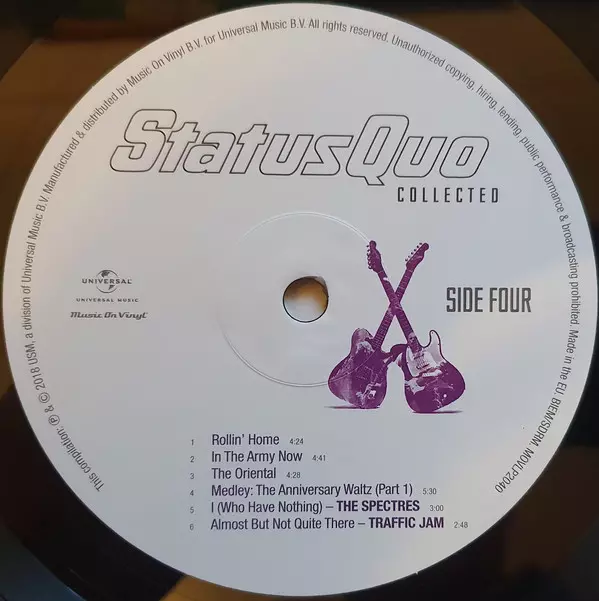 This compilation: ℗ & © 2018 USM, a division of Universal Music B.V. Manufactured & distributed by Music On Vinyl B.V. for Universal Music B.V. All rights reserved. Unauthorized copying, hiring, lending, public performance & broadcasting prohibited. Made in the EU. BIEM/SDRM. MOVLP2040
StatusQuo
COLLECTED
UNIVERSAL
UNIVERSAL MUSIC
Music On Vinyl
SIDE FOUR
1 Rollin' Home 4:24
2 In The Army Now 4:41
3 The Oriental 4:28
4 Medley: The Anniversary Waltz (Part 1) 5:30
5 I (Who Have Nothing) – THE SPECTRES 3:00
6 Almost But Not Quite There – TRAFFIC JAM 2:48